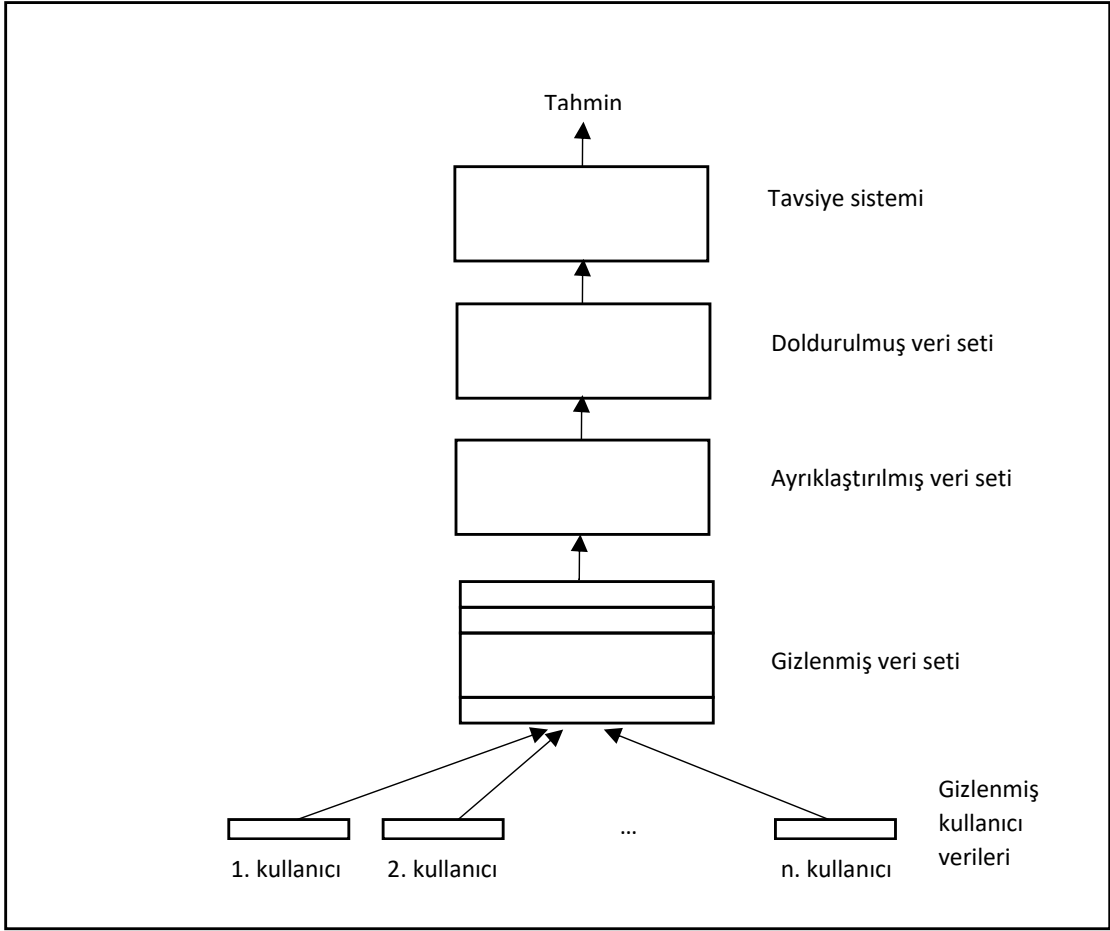 Tahmin
Tavsiye sistemi
Doldurulmuş veri seti
Ayrıklaştırılmış veri seti
Gizlenmiş veri seti
Gizlenmiş
kullanıcı
verileri
...
1. kullanıcı
2. kullanıcı
n. kullanıcı